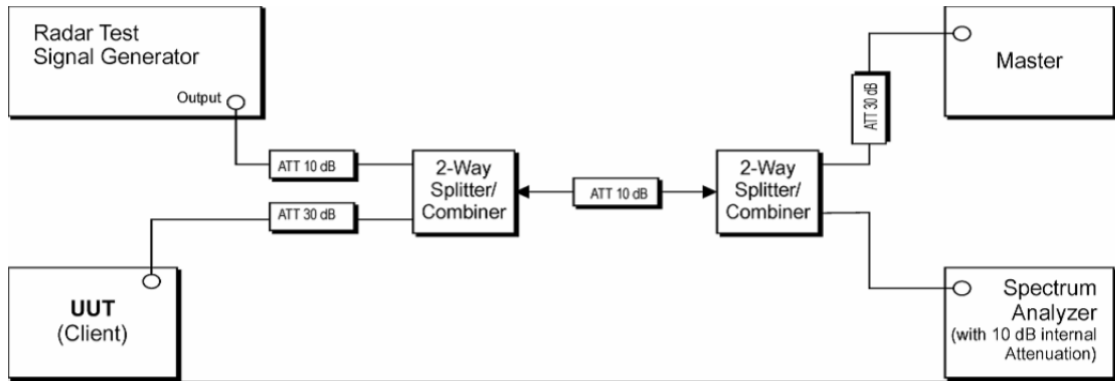 Radar Test
Signal Generator
Output
ATT 10 dB
ATT 30 dB
UUT
(Client)
2-Way
Splitter/
Combiner
ATT 10 dB
2-Way
Splitter/
Combiner
ATT 30 dB
Master
Spectrum
Analyzer
(with 10 dB internal
Attenuation)